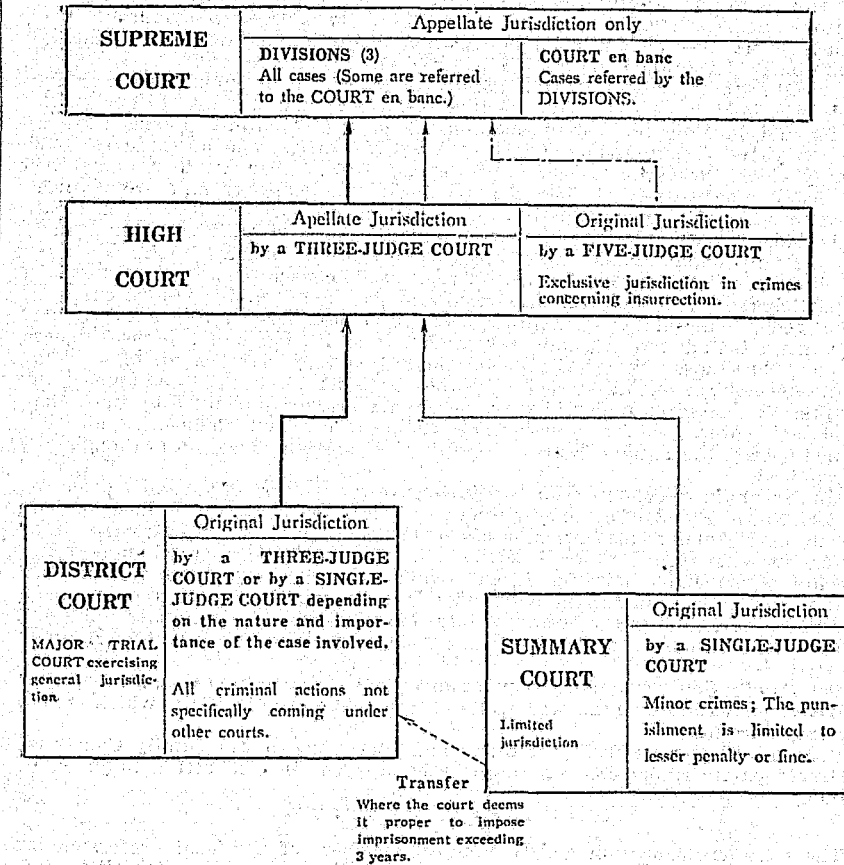 SUPREME
COURT
Appellate Jurisdiction only
DIVISIONS (3)
All cases (Some are referred
to the COURT en banc.)
COURT en banc
Cases referred by the
DIVISIONS.
HIGH
COURT
Apellate Jurisdiction
by a THREE-JUDGE COURT
Original Jurisdiction
by a FIVE-JUDGE COURT
Exclusive jurisdiction in crimes
concerning insurrection.
DISTRICT
COURT
MAJOR TRIAL
COURT exercising
general jurisdic-
tion
Original Jurisdiction
by a THREE-JUDGE
COURT or by a SINGLE-
JUDGE COURT depending
on the nature and impor-
tance of the case involved.
All criminal actions not
specifically coming under
other courts.
SUMMARY
COURT
Limited
jurisdiction
Original Jurisdiction
by a SINGLE-JUDGE
COURT
Minor crimes; The pun-
ishment is limited to
lesser penalty or fine.
Transfer
Where the court deems
it proper to impose
imprisonment exceeding
3 years.